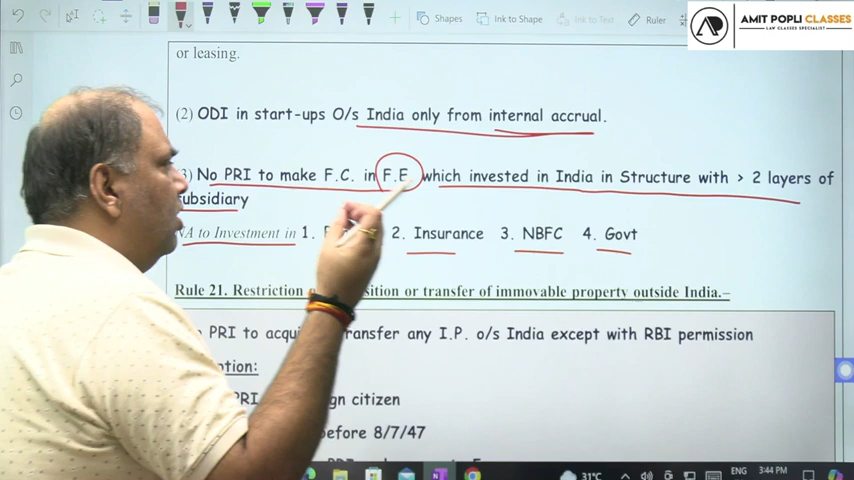 Shapes Ink to Shape Ink to Text Ruler
AMIT POPLI CLASSES
LAW CLASSES SPECIALIST
or leasing.
(2) ODI in start-ups O/s India only from internal accrual.
No PRI to make F.C. in F.E. which invested in India in Structure with > 2 layers of
subsidiary
NA to Investment in 1. 2. Insurance 3. NBFC 4. Govt
Rule 21. Restriction or transfer of immovable property outside India.–
PRI to transfer any I.P. o/s India except with RBI permission
citizen
before 8/7/47
31°C ENG 3:44 PM